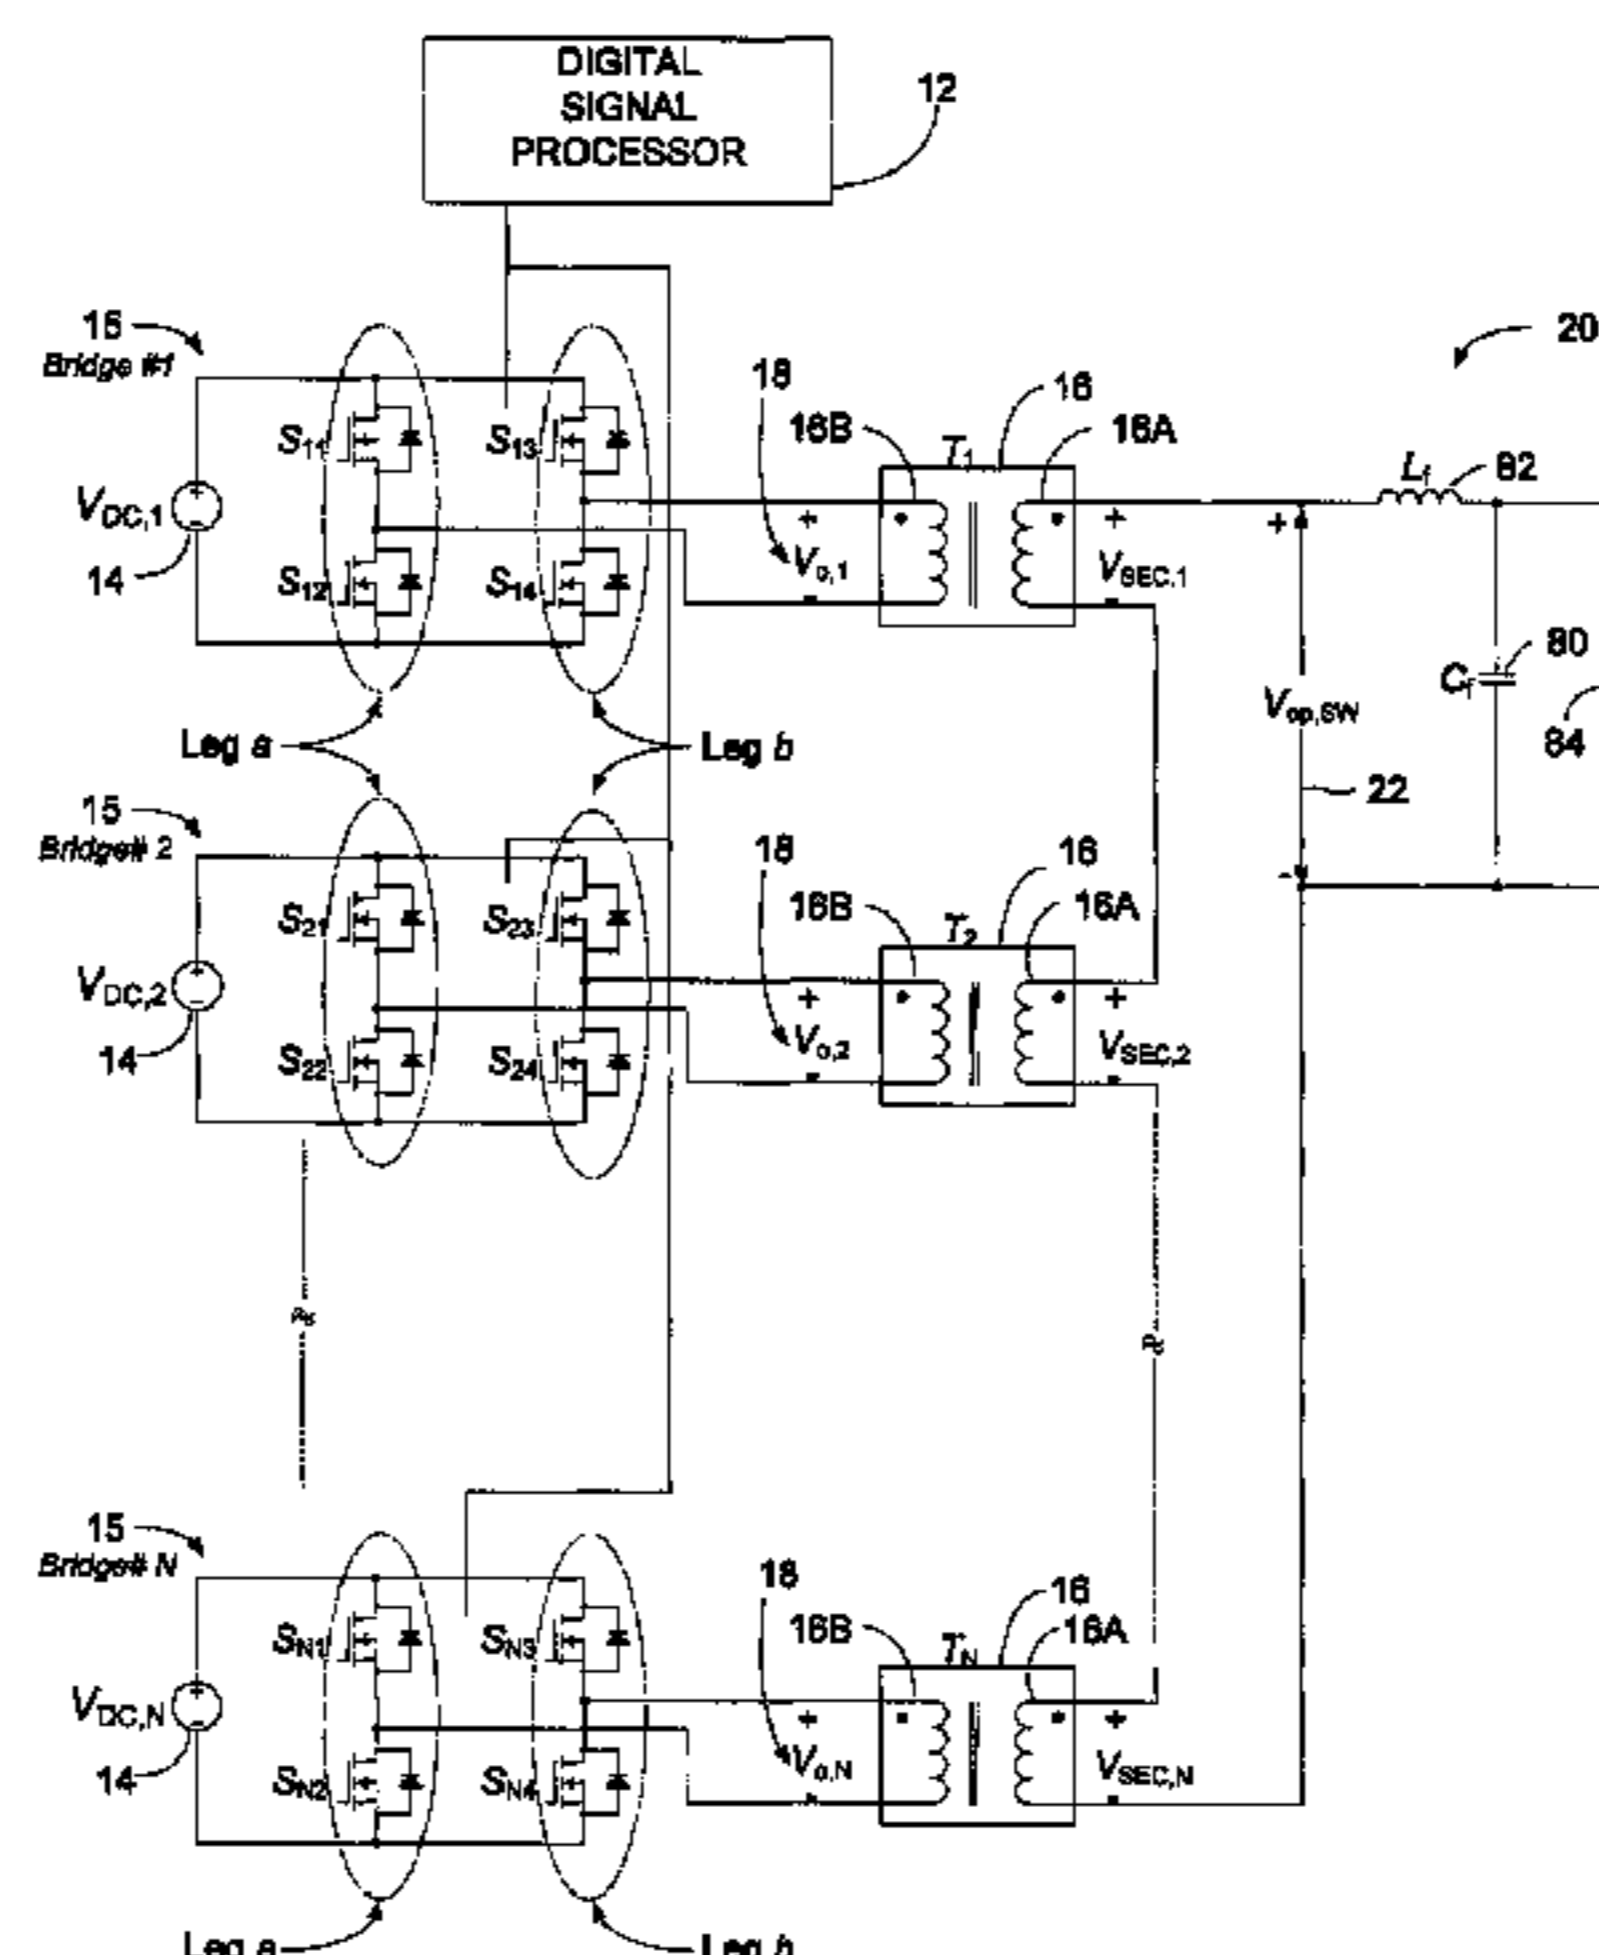 DIGITAL
SIGNAL
PROCESSOR
12
15
Bridge #1
S11
S13
VDC,1
14
S12
S14
18
16B
T1
16
16A
+
Vo,1
-
+
VSEC,1
-
20
Lf
82
+
Vop,SW
-
22
Cf
80
84
Leg a
Leg b
15
Bridge# 2
S21
S23
VDC,2
14
S22
S24
18
16B
T2
16
16A
+
Vo,2
-
+
VSEC,2
-
15
Bridge# N
SN1
SN3
VDC,N
14
SN2
SN4
18
16B
TN
16
16A
+
Vo,N
-
+
VSEC,N
-
Leg a
Leg b